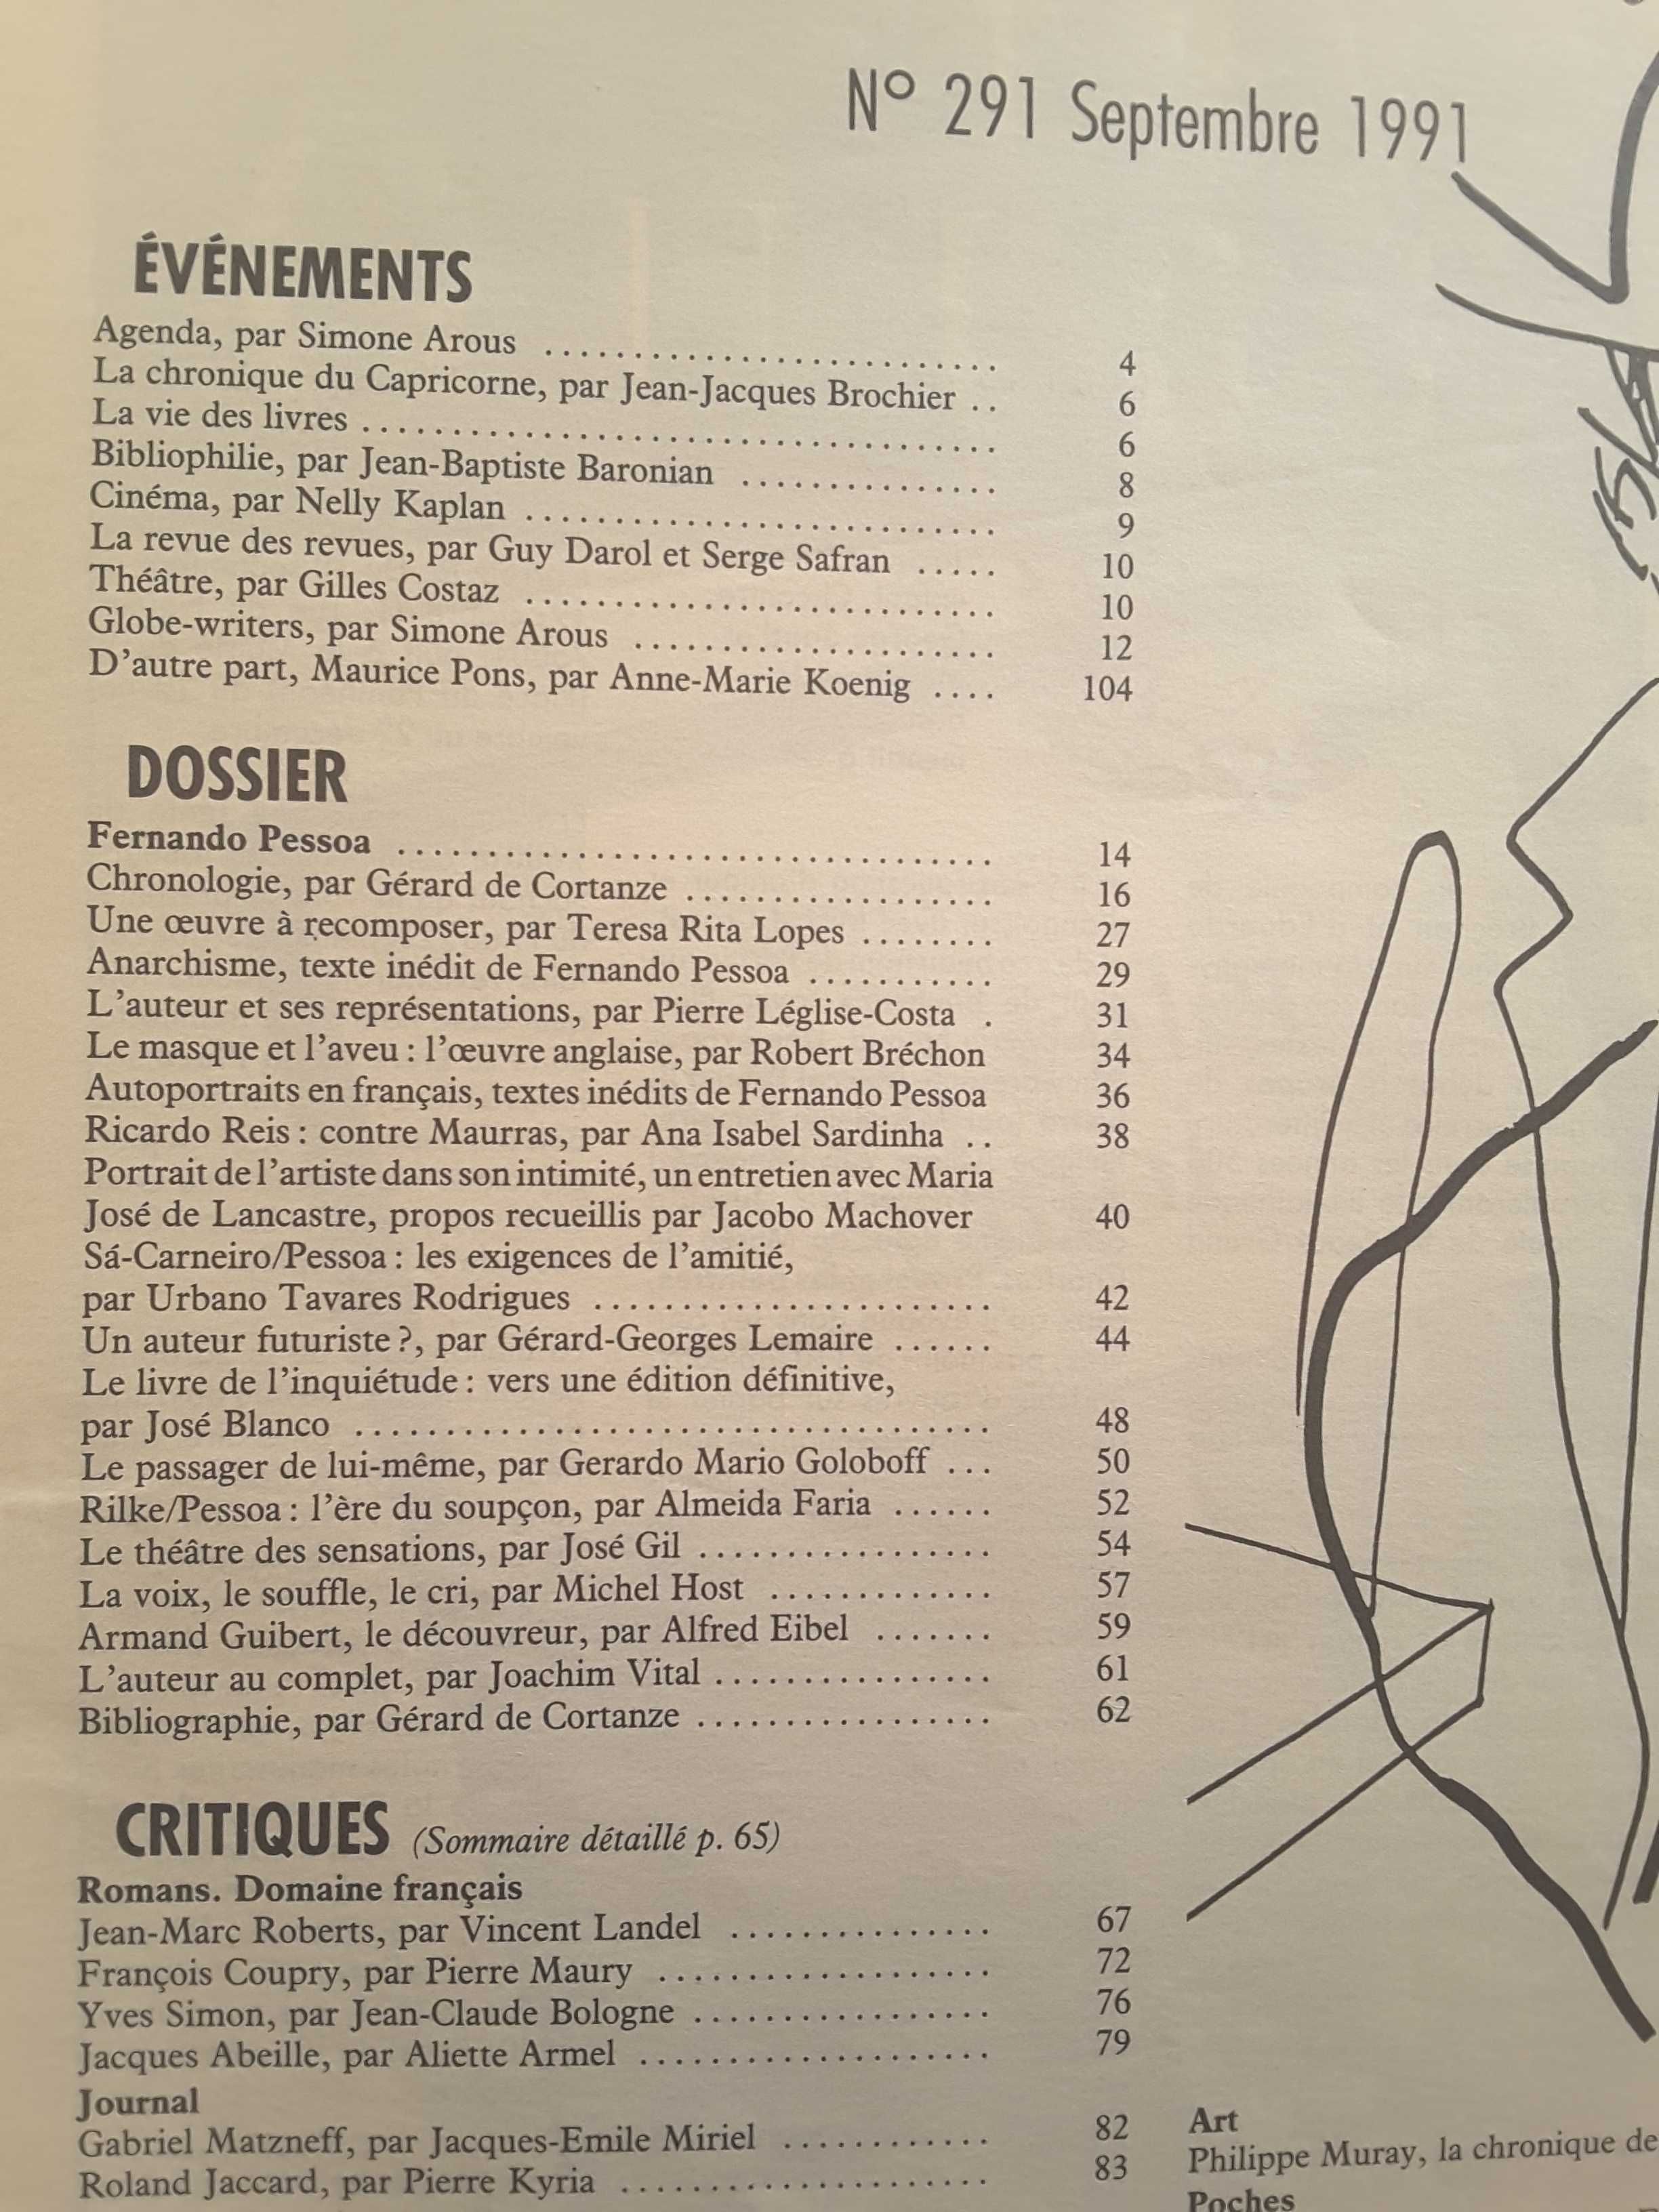 N° 291 Septembre 1991
ÉVÉNEMENTS
Agenda, par Simone Arous ........................ 4
La chronique du Capricorne, par Jean-Jacques Brochier .. 6
La vie des livres .................................. 6
Bibliophilie, par Jean-Baptiste Baronian ............... 8
Cinéma, par Nelly Kaplan .......................... 9
La revue des revues, par Guy Darol et Serge Safran ..... 10
Théâtre, par Gilles Costaz ........................... 10
Globe-writers, par Simone Arous .................... 12
D'autre part, Maurice Pons, par Anne-Marie Koenig .... 104
DOSSIER
Fernando Pessoa .................................. 14
Chronologie, par Gérard de Cortanze .................. 16
Une œuvre à recomposer, par Teresa Rita Lopes ........ 27
Anarchisme, texte inédit de Fernando Pessoa ........... 29
L'auteur et ses représentations, par Pierre Léglise-Costa . 31
Le masque et l'aveu : l'œuvre anglaise, par Robert Bréchon 34
Autoportraits en français, textes inédits de Fernando Pessoa 36
Ricardo Reis : contre Maurras, par Ana Isabel Sardinha .. 38
Portrait de l'artiste dans son intimité, un entretien avec Maria
José de Lancastre, propos recueillis par Jacobo Machover 40
Sá-Carneiro/Pessoa : les exigences de l'amitié,
par Urbano Tavares Rodrigues ...................... 42
Un auteur futuriste ?, par Gérard-Georges Lemaire ...... 44
Le livre de l'inquiétude : vers une édition définitive,
par José Blanco .................................... 48
Le passager de lui-même, par Gerardo Mario Goloboff ... 50
Rilke/Pessoa : l'ère du soupçon, par Almeida Faria ...... 52
Le théâtre des sensations, par José Gil ................. 54
La voix, le souffle, le cri, par Michel Host ............. 57
Armand Guibert, le découvreur, par Alfred Eibel ....... 59
L'auteur au complet, par Joachim Vital ................ 61
Bibliographie, par Gérard de Cortanze ................. 62
CRITIQUES (Sommaire détaillé p. 65)
Romans. Domaine français
Jean-Marc Roberts, par Vincent Landel ............... 67
François Coupry, par Pierre Maury ................... 72
Yves Simon, par Jean-Claude Bologne ................. 76
Jacques Abeille, par Aliette Armel .................... 79
Journal
Gabriel Matzneff, par Jacques-Emile Miriel ............ 82
Roland Jaccard, par Pierre Kyria ..................... 83
Art
Philippe Muray, la chronique de
Poches